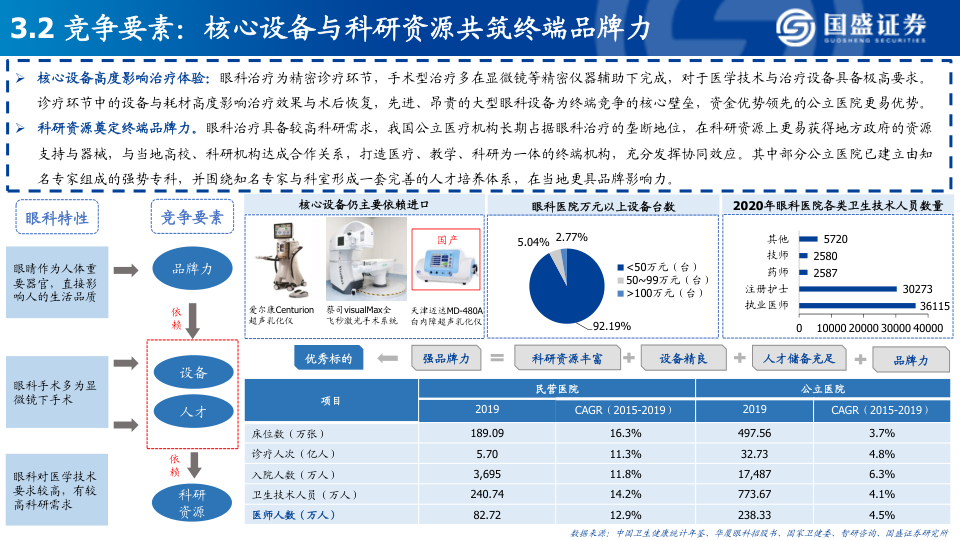 3.2 竞争要素：核心设备与科研资源共筑终端品牌力
国盛证券
GUOSHENG SECURITIES
➢ 核心设备高度影响治疗体验：眼科治疗为精密诊疗环节，手术型治疗多在显微镜等精密仪器辅助下完成，对于医学技术与治疗设备具备极高要求。
诊疗环节中的设备与耗材高度影响治疗效果与术后恢复，先进、昂贵的大型眼科设备为终端竞争的核心壁垒，资金优势领先的公立医院更易优势。
➢ 科研资源奠定终端品牌力。眼科治疗具备较高科研需求，我国公立医疗机构长期占据眼科治疗的垄断地位，在科研资源上更易获得地方政府的资源
支持与器械，与当地高校、科研机构达成合作关系，打造医疗、教学、科研为一体的终端机构，充分发挥协同效应。其中部分公立医院已建立由知
名专家组成的强势专科，并围绕知名专家与科室形成一套完善的人才培养体系，在当地更具品牌影响力。
眼科特性
竞争要素
眼睛作为人体重
要器官，直接影
响人的生活品质
品牌力
依
赖
眼科手术多为显
微镜下手术
设备
人才
依
赖
眼科对医学技术
要求较高，有较
高科研需求
科研
资源
核心设备仍主要依赖进口
国产
爱尔康Centurion
超声乳化仪
蔡司visualMax全
飞秒激光手术系统
天津迈达MD-480A
白内障超声乳化仪
眼科医院万元以上设备台数
5.04%
2.77%
92.19%
<50万元（台）
50~99万元（台）
>100万元（台）
2020年眼科医院各类卫生技术人员数量
其他 5720
技师 2580
药师 2587
注册护士 30273
执业医师 36115
0 10000 20000 30000 40000
优秀标的 强品牌力 = 科研资源丰富 + 设备精良 + 人才储备充足 + 品牌力
项目 民营医院 公立医院
2019 CAGR（2015-2019） 2019 CAGR（2015-2019）
床位数（万张） 189.09 16.3% 497.56 3.7%
诊疗人次（亿人） 5.70 11.3% 32.73 4.8%
入院人数（万人） 3,695 11.8% 17,487 6.3%
卫生技术人员（万人） 240.74 14.2% 773.67 4.1%
医师人数（万人） 82.72 12.9% 238.33 4.5%
数据来源：中国卫生健康统计年鉴、华厦眼科招股书、国家卫健委、智研咨询、国盛证券研究所